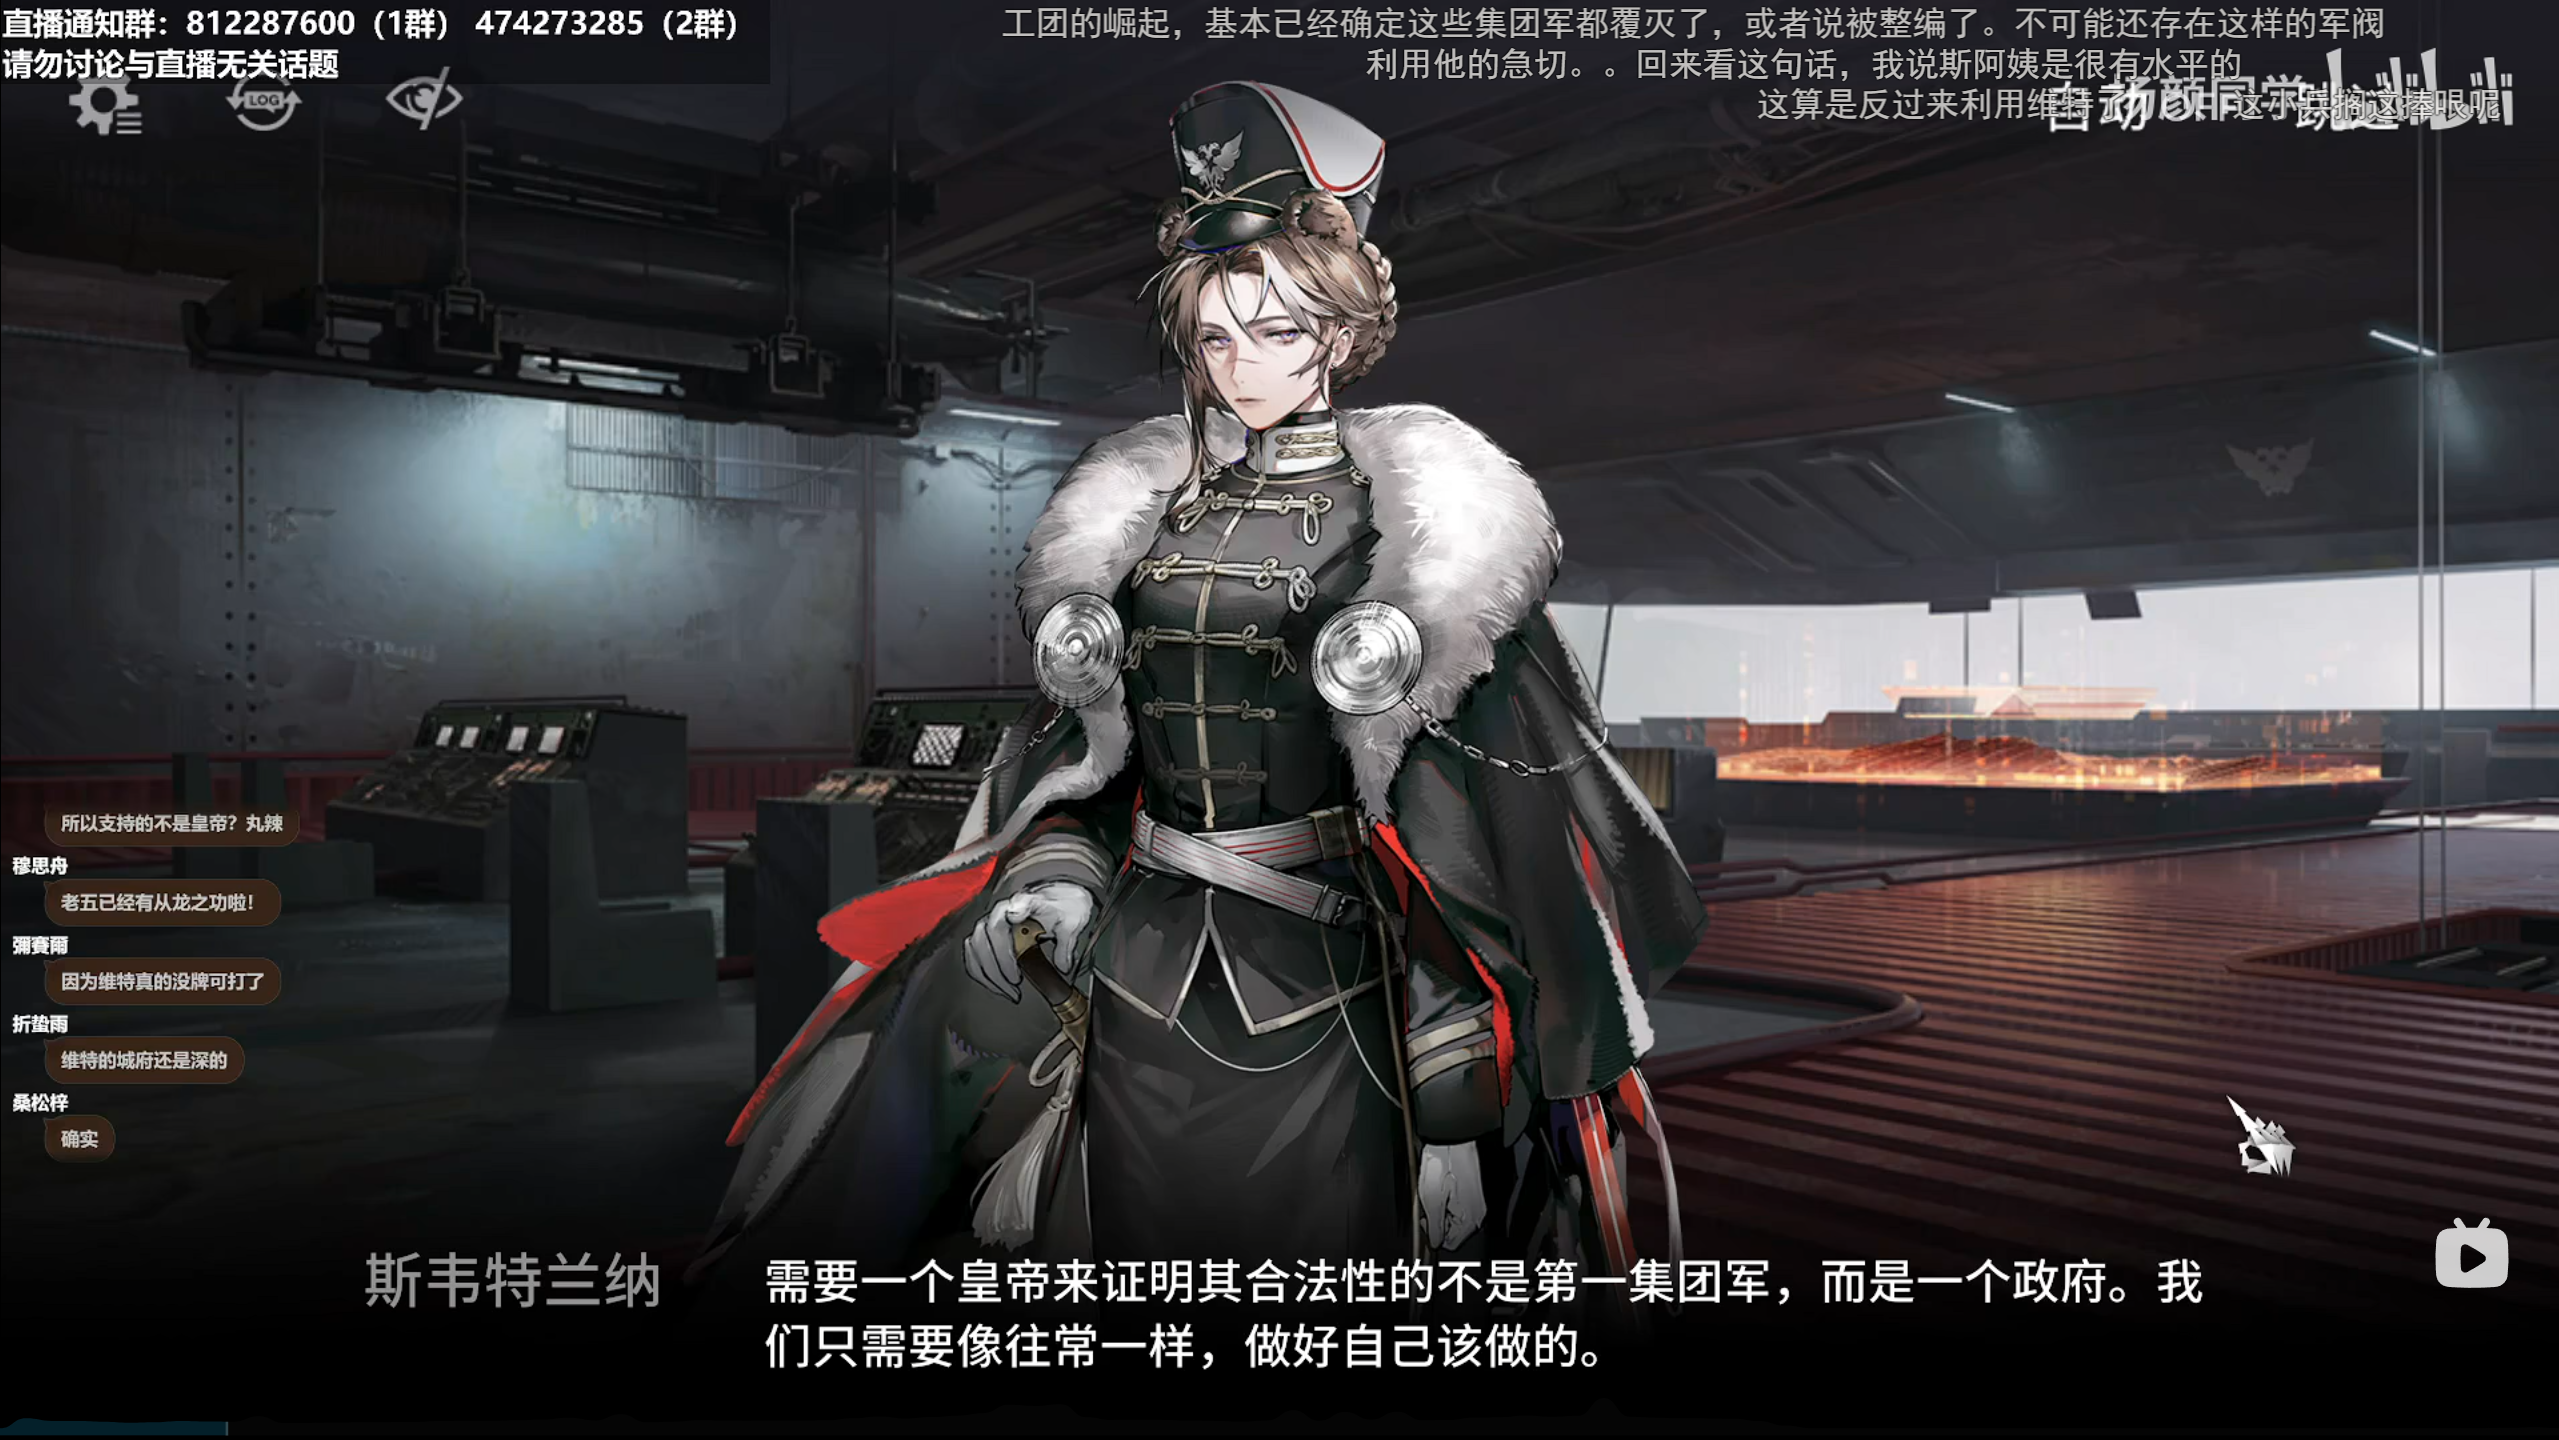 直播通知群：812287600（1群） 474273285（2群）
请勿讨论与直播无关话题
工团的崛起，基本已经确定这些集团军都覆灭了，或者说被整编了。不可能还存在这样的军阀
利用他的急切。。回来看这句话，我说斯阿姨是很有水平的
这算是反过来利用维特了
LOG
自动
所以支持的不是皇帝？丸辣
穆思舟
老五已经有从龙之功啦！
彌賽爾
因为维特真的没牌可打了
折蛰雨
维特的城府还是深的
桑松梓
确实
斯韦特兰纳
需要一个皇帝来证明其合法性的不是第一集团军，而是一个政府。我
们只需要像往常一样，做好自己该做的。